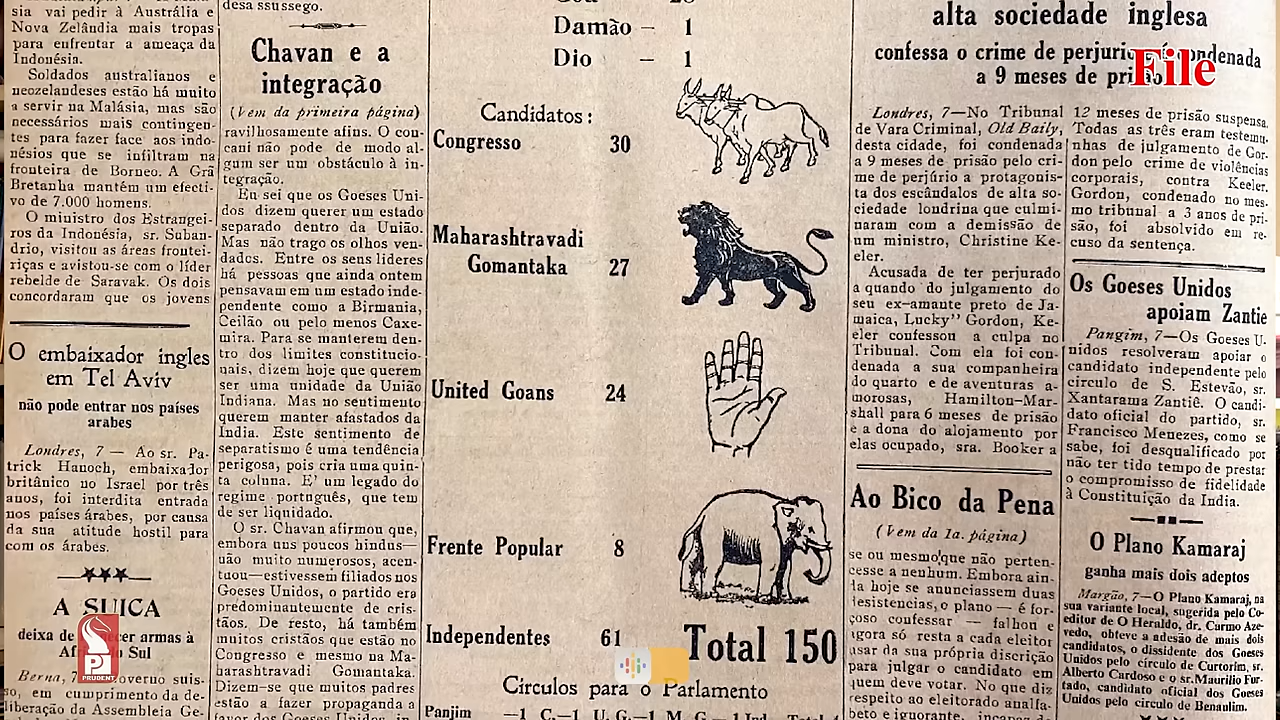 sia vai pedir à Austrália e
Nova Zelândia mais tropas
para enfrentar a ameaça da
Indonésia.
Soldados australianos e
neozelandeses estão há muito
a servir na Malásia, mas são
necessários mais contingen-
tes para fazer face aos indo-
nésios que se infiltram na
fronteira de Borneo. A Grã
Bretanha mantém um efecti-
vo de 7.000 homens.
O ministro dos Estrangei-
ros da Indonésia, sr. Suban-
drio, visitou as áreas frontei-
riças e avistou-se com o líder
rebelde de Saravak. Os dois
concordaram que os jovens
O embaixador ingles
em Tel Avív
não pode entrar nos países
arabes
Londres, 7 — Ao sr. Pa-
trick Hanoch, embaixador
britânico no Israel por três
anos, foi interdita entrada
nos países árabes, por causa
da sua atitude hostil para
com os árabes.
A SUICA
deixa de ecer armas à
Sul
Berna, 7 overno suis-
so, em cumprimento da de-
liberação da Assembleia Ge-
PRUDENT
desa ssussego.
Chavan e a
integração
(Vem da primeira página)
ravilhosamente afins. O con-
cani não pode de modo al-
gum ser um obstáculo à in-
tegração.
Eu sei que os Goeses Uni-
dos dizem querer um estado
separado dentro da União.
Mas não trago os olhos ven-
dados. Entre os seus lideres
há pessoas que ainda ontem
pensavam em um estado inde-
pendente como a Birmania,
Ceilão ou pelo menos Caxe-
mira. Para se manterem den-
tro dos limites constitucio-
nais, dizem hoje que querem
ser uma unidade da União
Indiana. Mas no sentimento
querem manter afastados da
India. Este sentimento de
separatismo é uma tendência
perigosa, pois cria uma quin-
ta coluna. E' um legado do
regime português, que tem
de ser liquidado.
O sr. Chavan afirmou que,
embora uns poucos hindus—
não muito numerosos, acen-
tuou—estivessem filiados nos
Goeses Unidos, o partido era
predominantemente de cris-
tãos. De resto, há também
muitos cristãos que estão no
Congresso e mesmo na Ma-
harashtravadi Gomantaka.
Dizem-se que muitos padres
estão a fazer propaganda a
favor dos Goeses Unidos, in-
Damão — 1
Dio — 1
Candidatos:
Congresso 30
Maharashtravadi
Gomantaka 27
United Goans 24
Frente Popular 8
Independentes 61
Total 150
Círculos para o Parlamento
Panjim —1 C.—1 U. G.—1 M. G.—1 Ind.
alta sociedade inglesa
confessa o crime de perjurio condenada
a 9 meses de prisão
File
Londres, 7—No Tribunal
de Vara Criminal, Old Baily,
desta cidade, foi condenada
a 9 meses de prisão pelo cri-
me de perjúrio a protagonis-
ta dos escândalos de alta so-
ciedade londrina que culmi-
naram com a demissão de
um ministro, Christine Ke-
eler.
Acusada de ter perjurado
a quando do julgamento do
seu ex-amante preto de Ja-
maica, Lucky'' Gordon, Ke-
eler confessou a culpa no
Tribunal. Com ela foi con-
denada a sua companheira
do quarto e de aventuras a-
morosas, Hamilton-Mar-
shall para 6 meses de prisão
e a dona do alojamento por
elas ocupado, sra. Booker a
Ao Bico da Pena
(Vem da 1a. página)
se ou mesmo que não perten-
cesse a nenhum. Embora ain-
da hoje se anunciassem duas
desistencias, o plano — é for-
çoso confessar — falhou e
agora só resta a cada eleitor
usar da sua própria discrição
para julgar o candidato em
quem deve votar. No que diz
respeito ao eleitorado analfa-
beto e ignorante, incapaz de
12 meses de prisão suspensa.
Todas as três eram testemu-
nhas de julgamento de Gor-
don pelo crime de violências
corporais, contra Keeler.
Gordon, condenado no mes-
mo tribunal a 3 anos de pri-
são, foi absolvido em re-
cuso da sentença.
Os Goeses Unidos
apoiam Zantie
Pangim, 7—Os Goeses U-
nidos resolveram apoiar o
candidato independente pelo
circulo de S. Estevão, sr.
Xantarama Zantiê. O candi-
dato oficial do partido, sr.
Francisco Menezes, como se
sabe, foi desqualificado por
não ter tido tempo de prestar
o compromisso de fidelidade
à Constituição da India.
O Plano Kamaraj
ganha mais dois adeptos
Margão, 7—O Plano Kamaraj, na
sua variante local, sugerida pelo Co-
editor de O Heraldo, dr. Carmo Aze-
vedo, obteve a adesão de mais dois
candidatos, o dissidente dos Goeses
Unidos pelo círculo de Curtorim, sr.
Alberto Cardoso e o sr. Maurilio Fur-
tado, candidato oficial dos Goeses
Unidos pelo circulo de Benaulim.